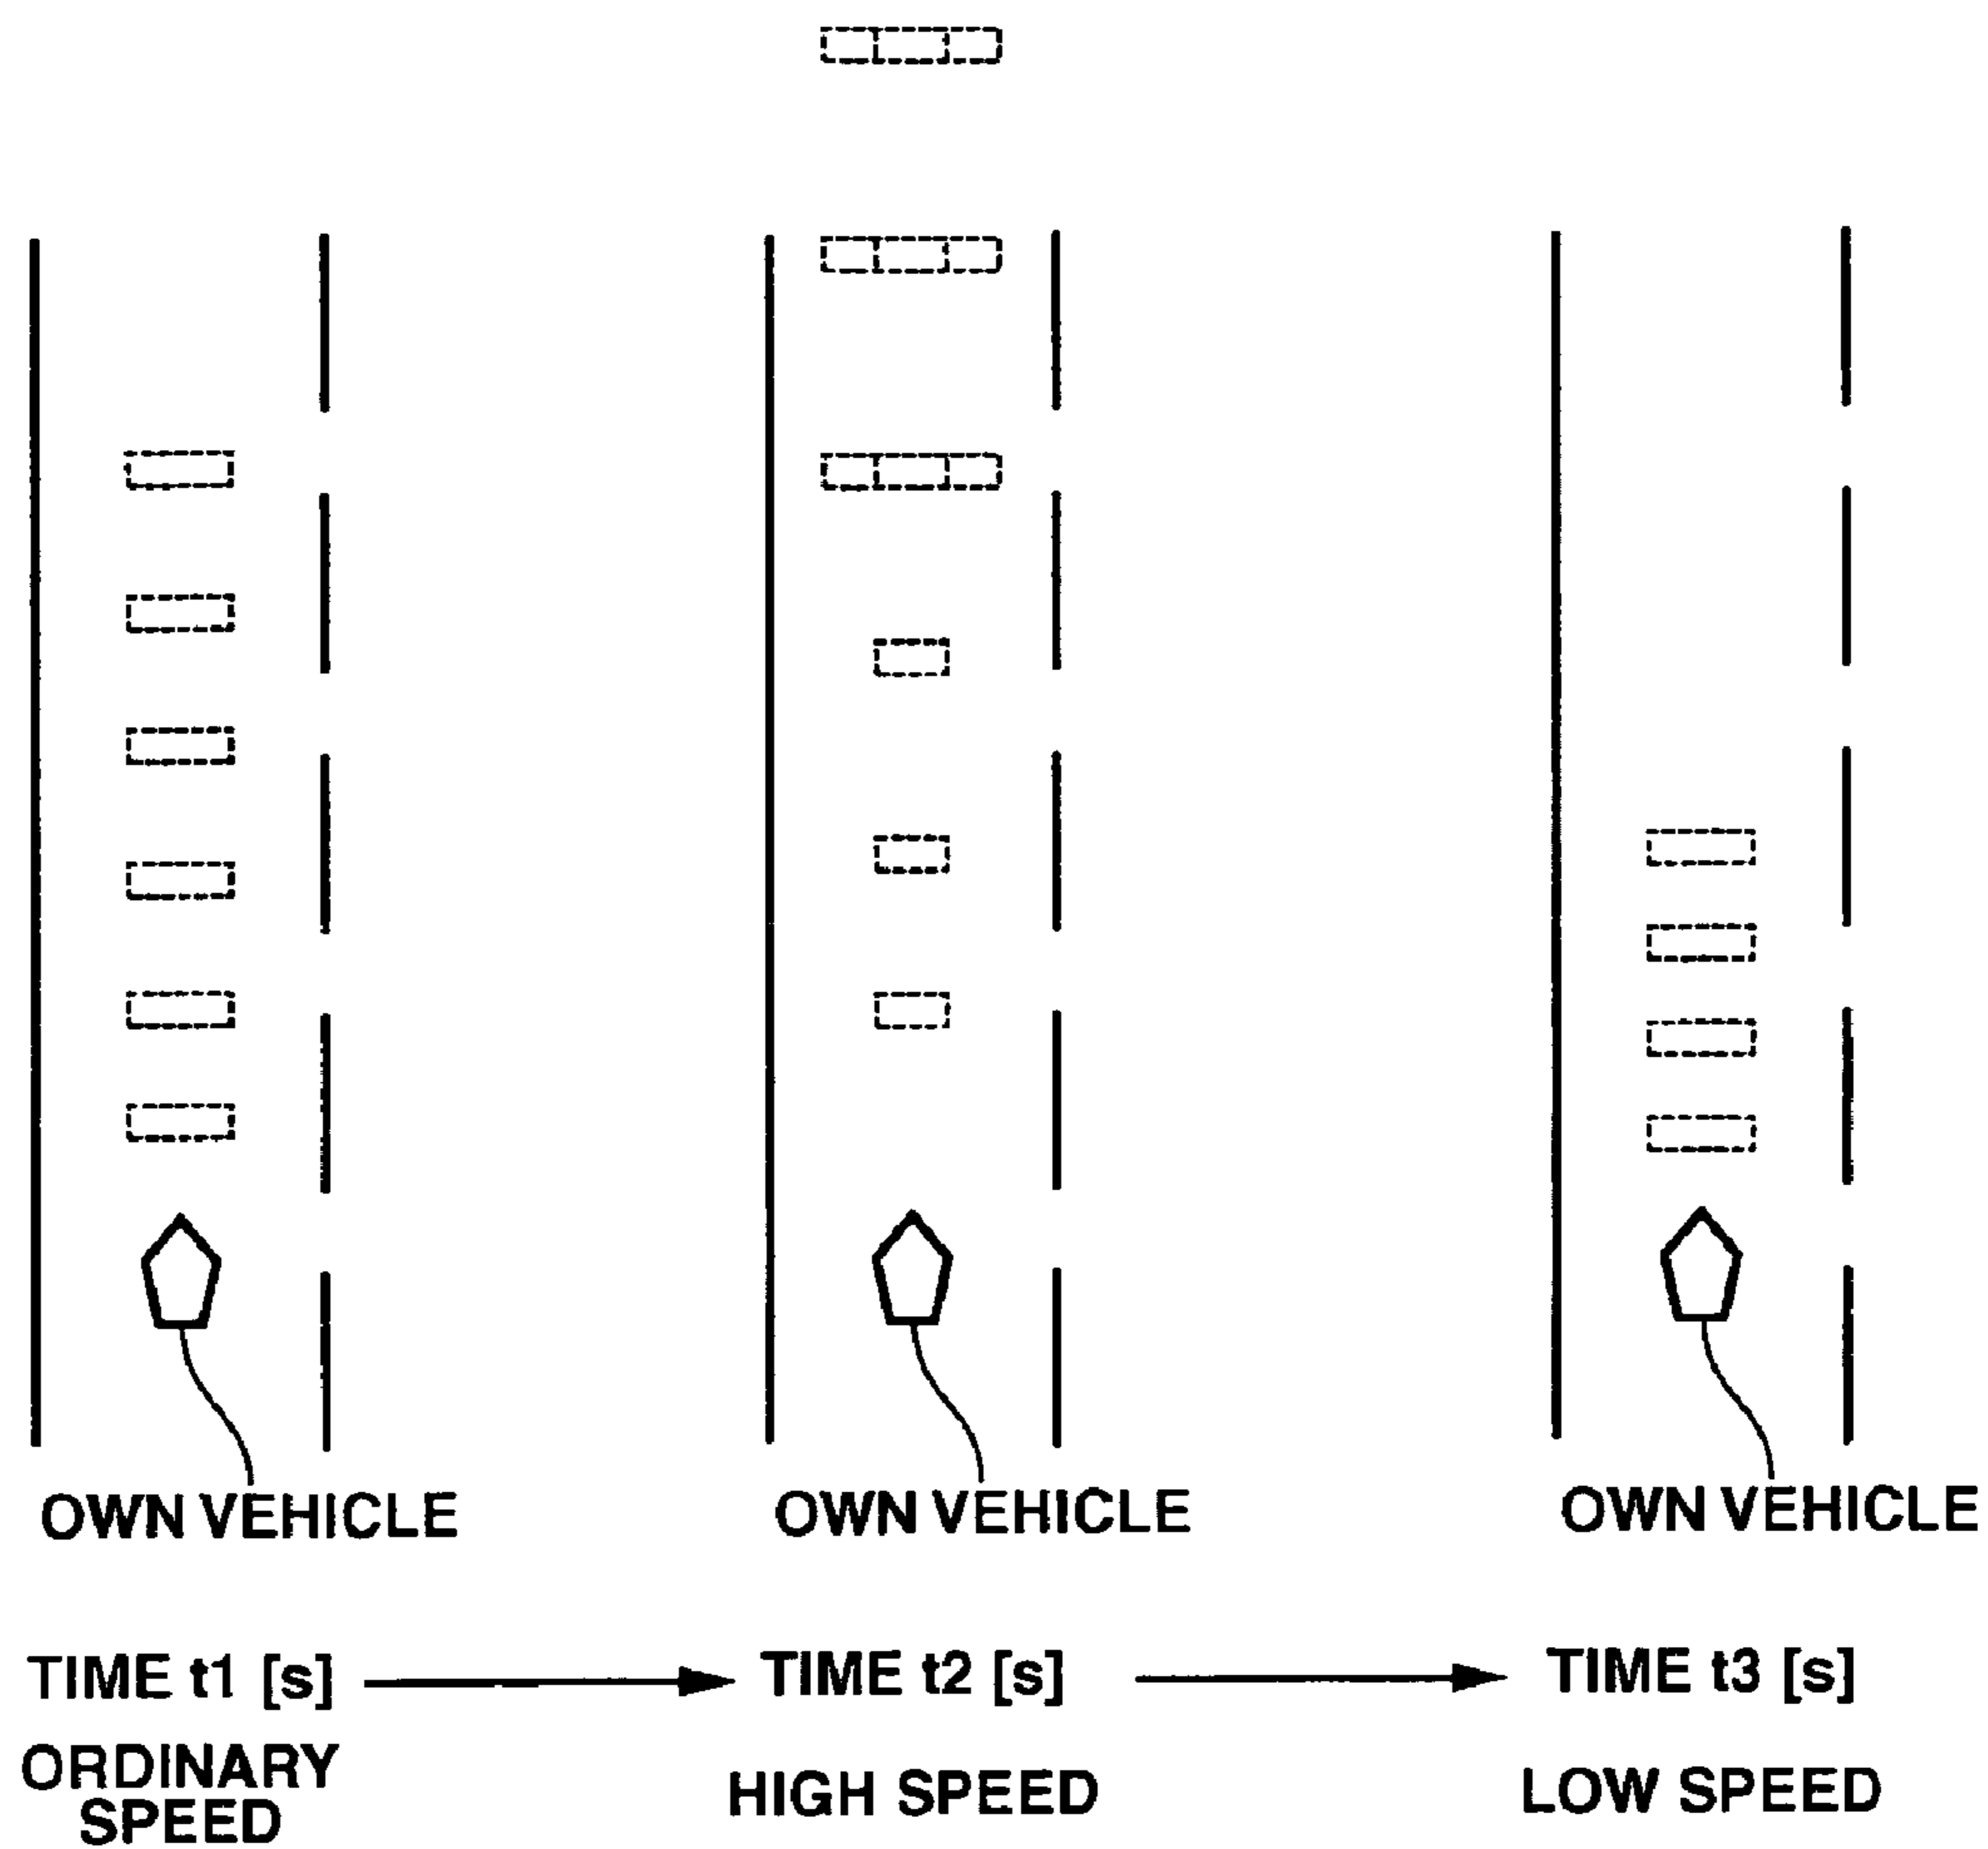 OWN VEHICLE
OWN VEHICLE
OWN VEHICLE
TIME t1 [s]
TIME t2 [s]
TIME t3 [s]
ORDINARY
SPEED
HIGH SPEED
LOW SPEED